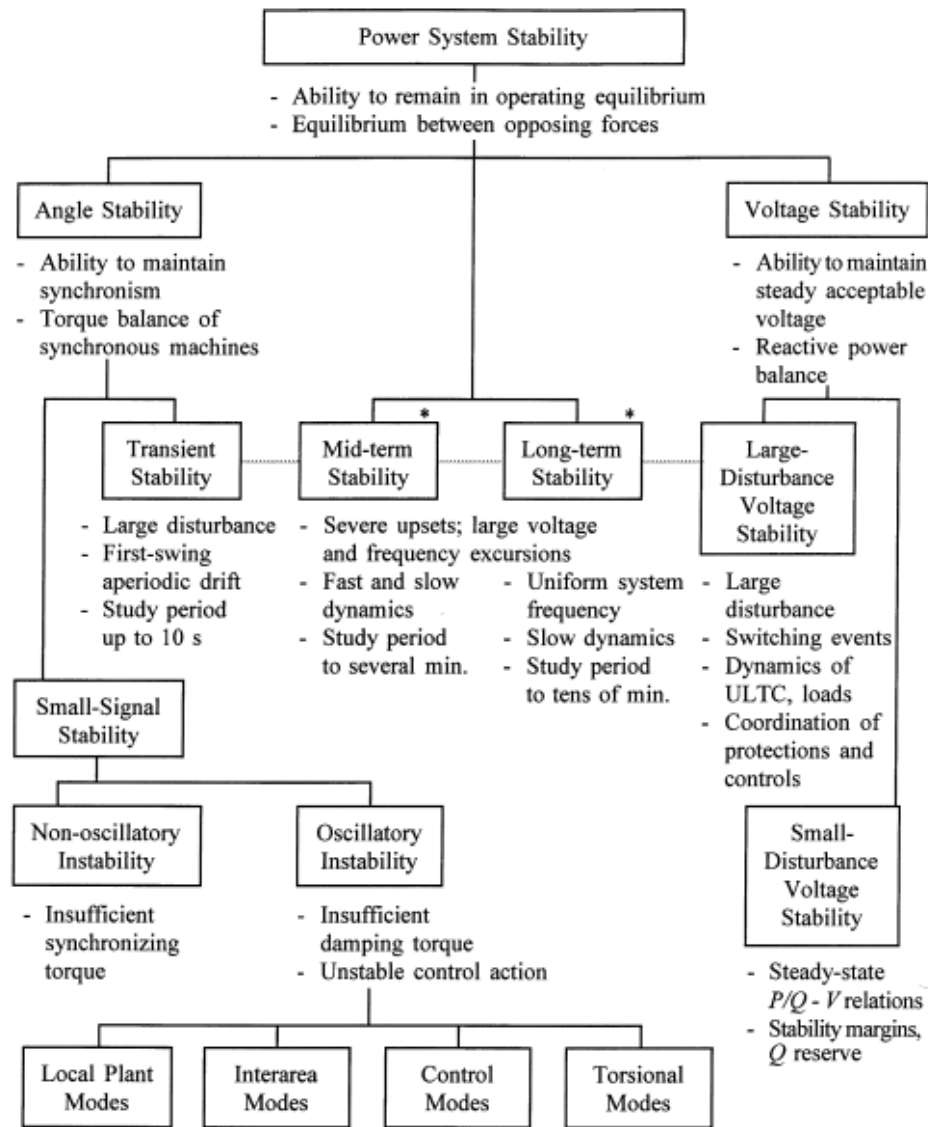 Power System Stability
- Ability to remain in operating equilibrium
- Equilibrium between opposing forces
Angle Stability
- Ability to maintain
synchronism
- Torque balance of
synchronous machines
Voltage Stability
- Ability to maintain
steady acceptable
voltage
- Reactive power
balance
Transient
Stability
- Large disturbance
- First-swing
aperiodic drift
- Study period
up to 10 s
*
Mid-term
Stability
*
Long-term
Stability
- Severe upsets; large voltage
and frequency excursions
- Fast and slow
dynamics
- Study period
to several min.
- Uniform system
frequency
- Slow dynamics
- Study period
to tens of min.
Large-
Disturbance
Voltage
Stability
- Large
disturbance
- Switching events
- Dynamics of
ULTC, loads
- Coordination of
protections and
controls
Small-Signal
Stability
Non-oscillatory
Instability
- Insufficient
synchronizing
torque
Oscillatory
Instability
- Insufficient
damping torque
- Unstable control action
Small-
Disturbance
Voltage
Stability
- Steady-state
P/Q - V relations
- Stability margins,
Q reserve
Local Plant
Modes
Interarea
Modes
Control
Modes
Torsional
Modes